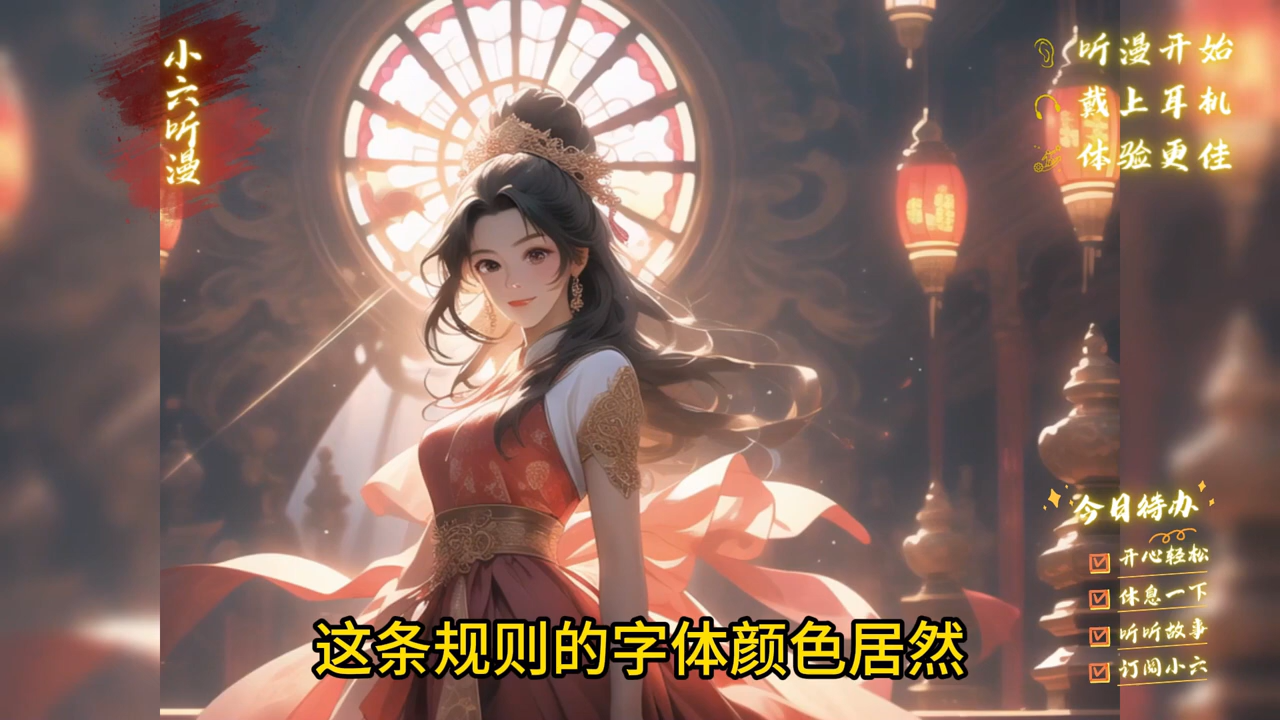 小六听漫
听漫开始
戴上耳机
体验更佳
今日待办
开心轻松
休息一下
听听故事
订阅小六
这条规则的字体颜色居然